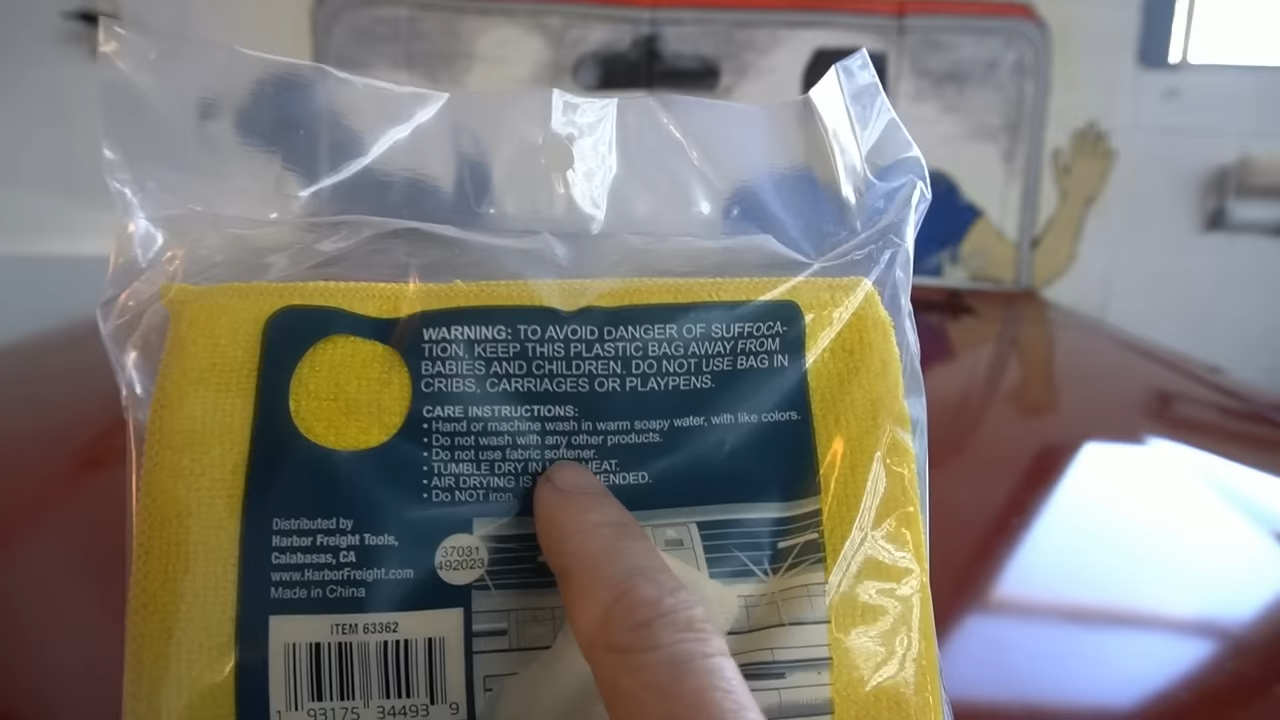 WARNING: TO AVOID DANGER OF SUFFOCA-
TION, KEEP THIS PLASTIC BAG AWAY FROM
BABIES AND CHILDREN. DO NOT USE BAG IN
CRIBS, CARRIAGES OR PLAYPENS.
CARE INSTRUCTIONS:
• Hand or machine wash in warm soapy water, with like colors.
• Do not wash with any other products.
• Do not use fabric softener.
• TUMBLE DRY IN HEAT.
• AIR DRYING IS
• Do NOT iron.
Distributed by
Harbor Freight Tools,
Calabasas, CA
www.HarborFreight.com
Made in China
37031
492023
ITEM 63362
1 93175 34493 9